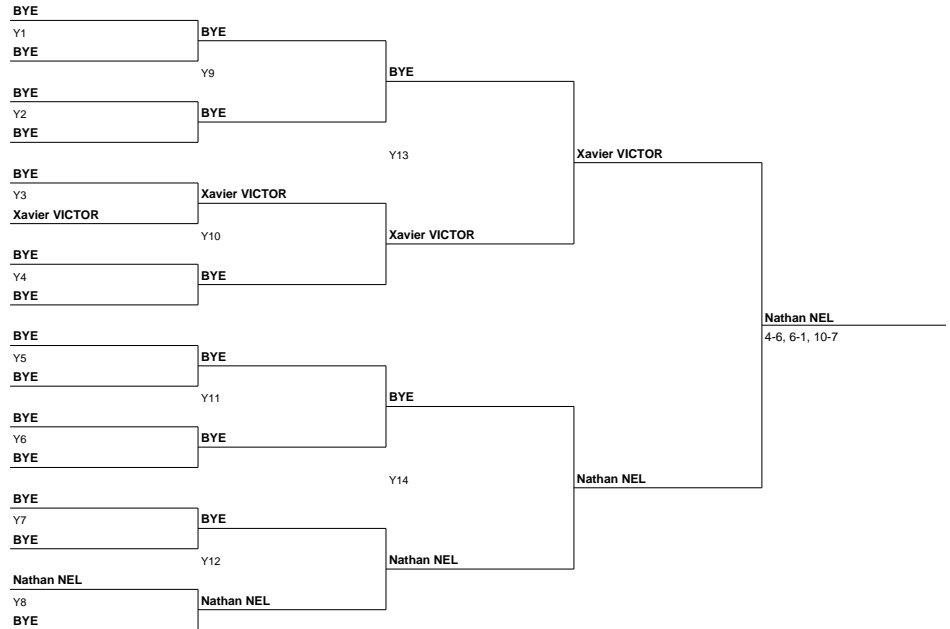 BYE
Y1
BYE
BYE
Y2
BYE
BYE
Y3
Xavier VICTOR
BYE
Y4
BYE
BYE
Y5
BYE
BYE
Y6
BYE
BYE
Y7
BYE
Nathan NEL
Y8
BYE
BYE
Y9
BYE
Xavier VICTOR
Y10
BYE
BYE
Y11
BYE
BYE
Y12
Nathan NEL
BYE
Y13
Xavier VICTOR
BYE
Y14
Nathan NEL
Xavier VICTOR
Nathan NEL
Nathan NEL
4-6, 6-1, 10-7